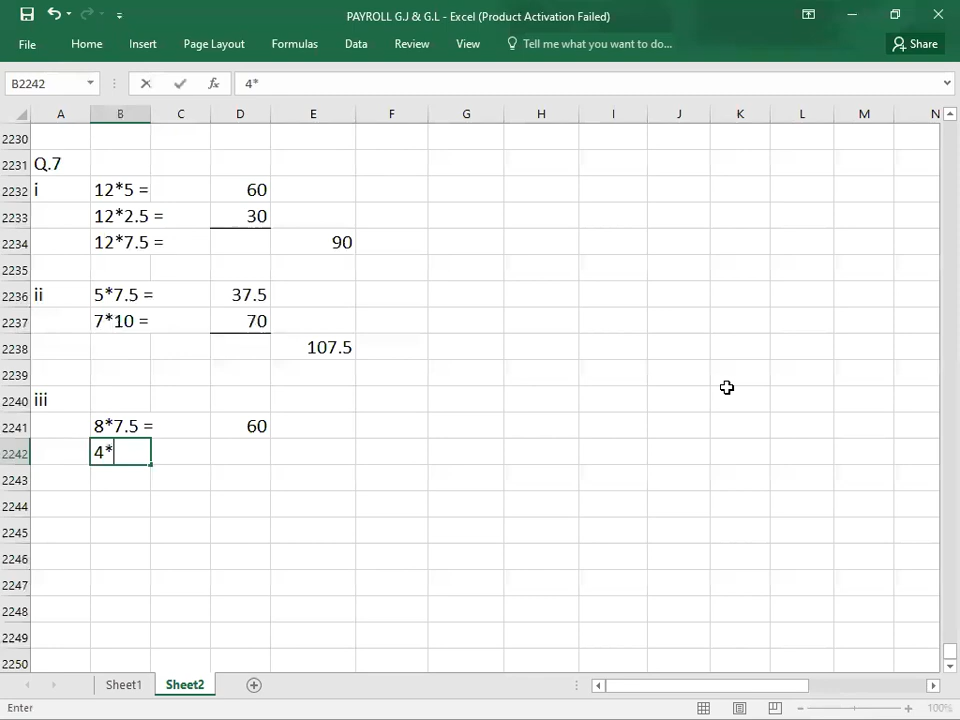 PAYROLL G.J & G.L - Excel (Product Activation Failed)
File Home Insert Page Layout Formulas Data Review View Tell me what you want to do... Share
B2242 fx 4*
A B C D E F G H I J K L M N
2230
2231 Q.7
2232 i 12*5 = 60
2233 12*2.5 = 30
2234 12*7.5 = 90
2235
2236 ii 5*7.5 = 37.5
2237 7*10 = 70
2238 107.5
2239
2240 iii
2241 8*7.5 = 60
2242 4*
2243
2244
2245
2246
2247
2248
2249
2250
Sheet1 Sheet2
Enter 100%